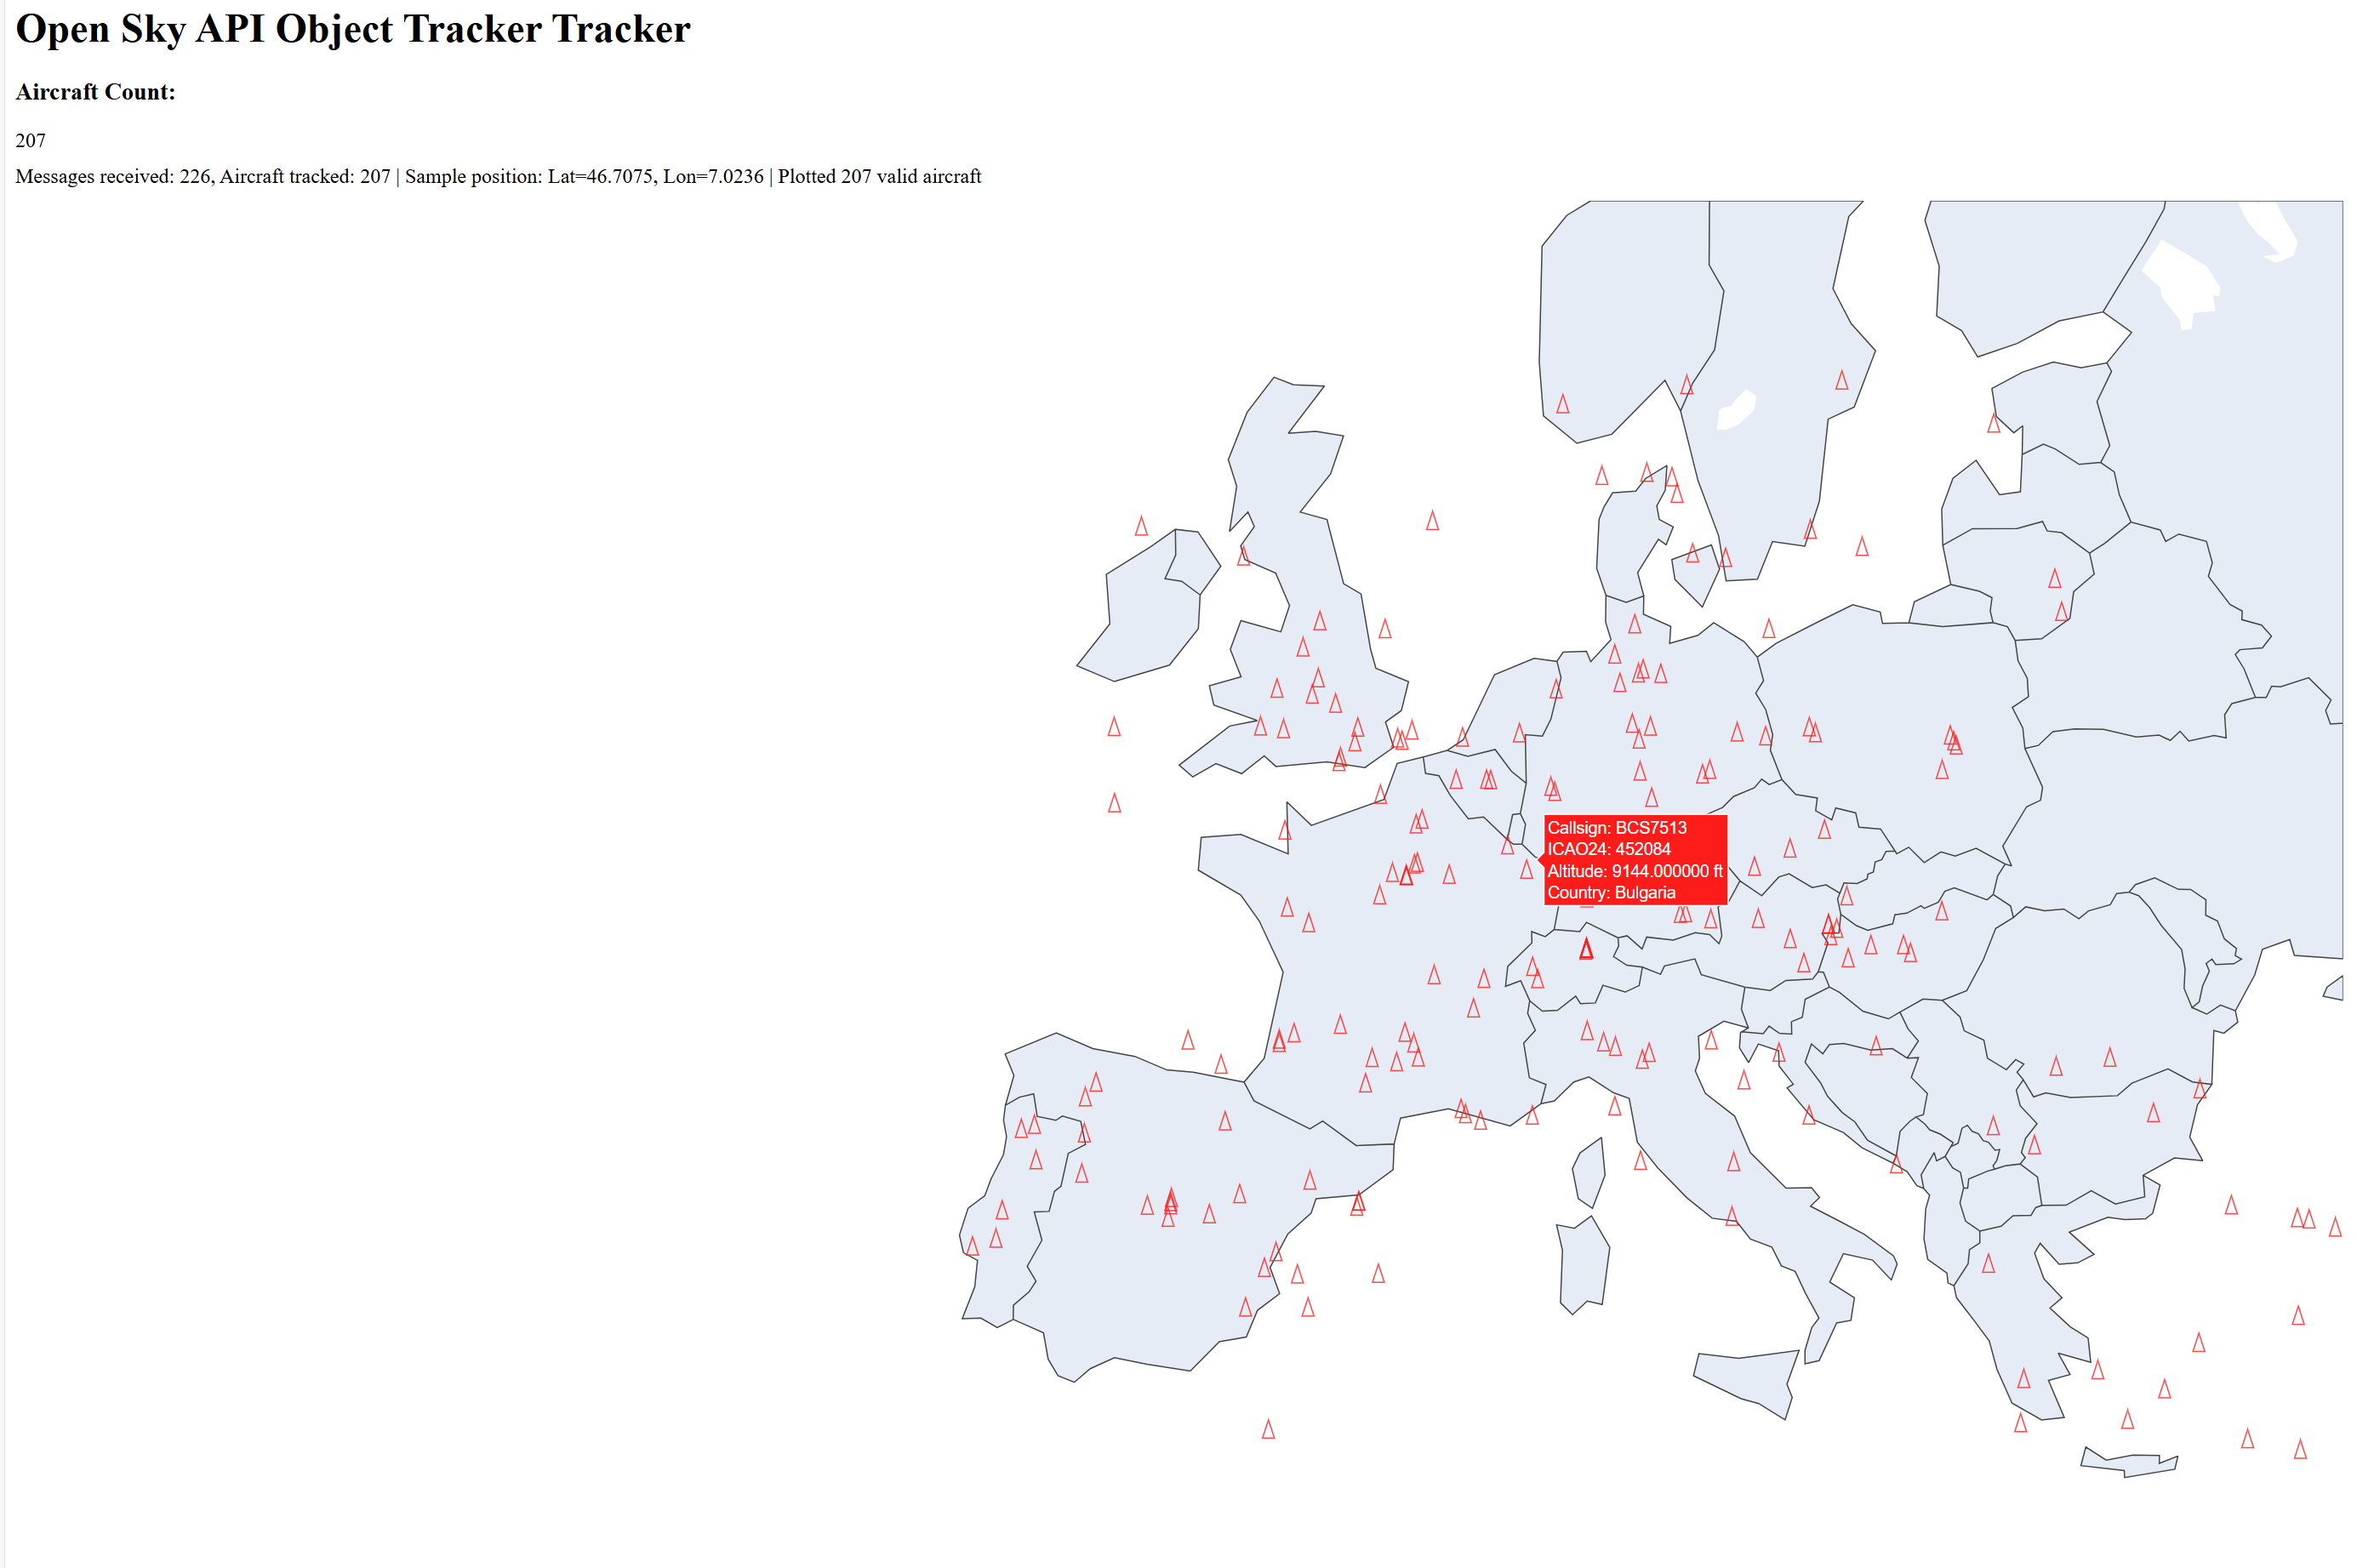 Open Sky API Object Tracker Tracker
Aircraft Count:
207
Messages received: 226, Aircraft tracked: 207 | Sample position: Lat=46.7075, Lon=7.0236 | Plotted 207 valid aircraft
Callsign: BCS7513
ICAO24: 452084
Altitude: 9144.000000 ft
Country: Bulgaria